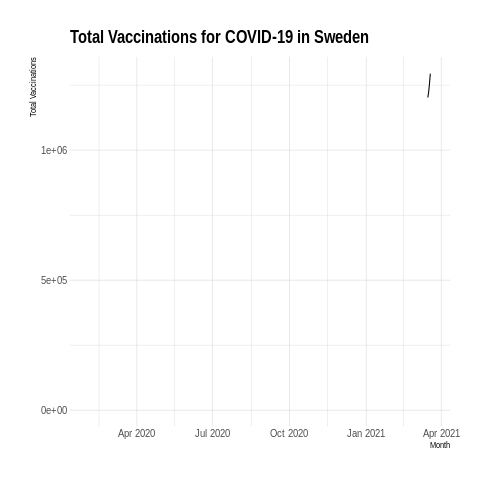 Total Vaccinations for COVID-19 in Sweden
Total Vaccinations
1e+06
5e+05
0e+00
Apr 2020 Jul 2020 Oct 2020 Jan 2021 Apr 2021
Month